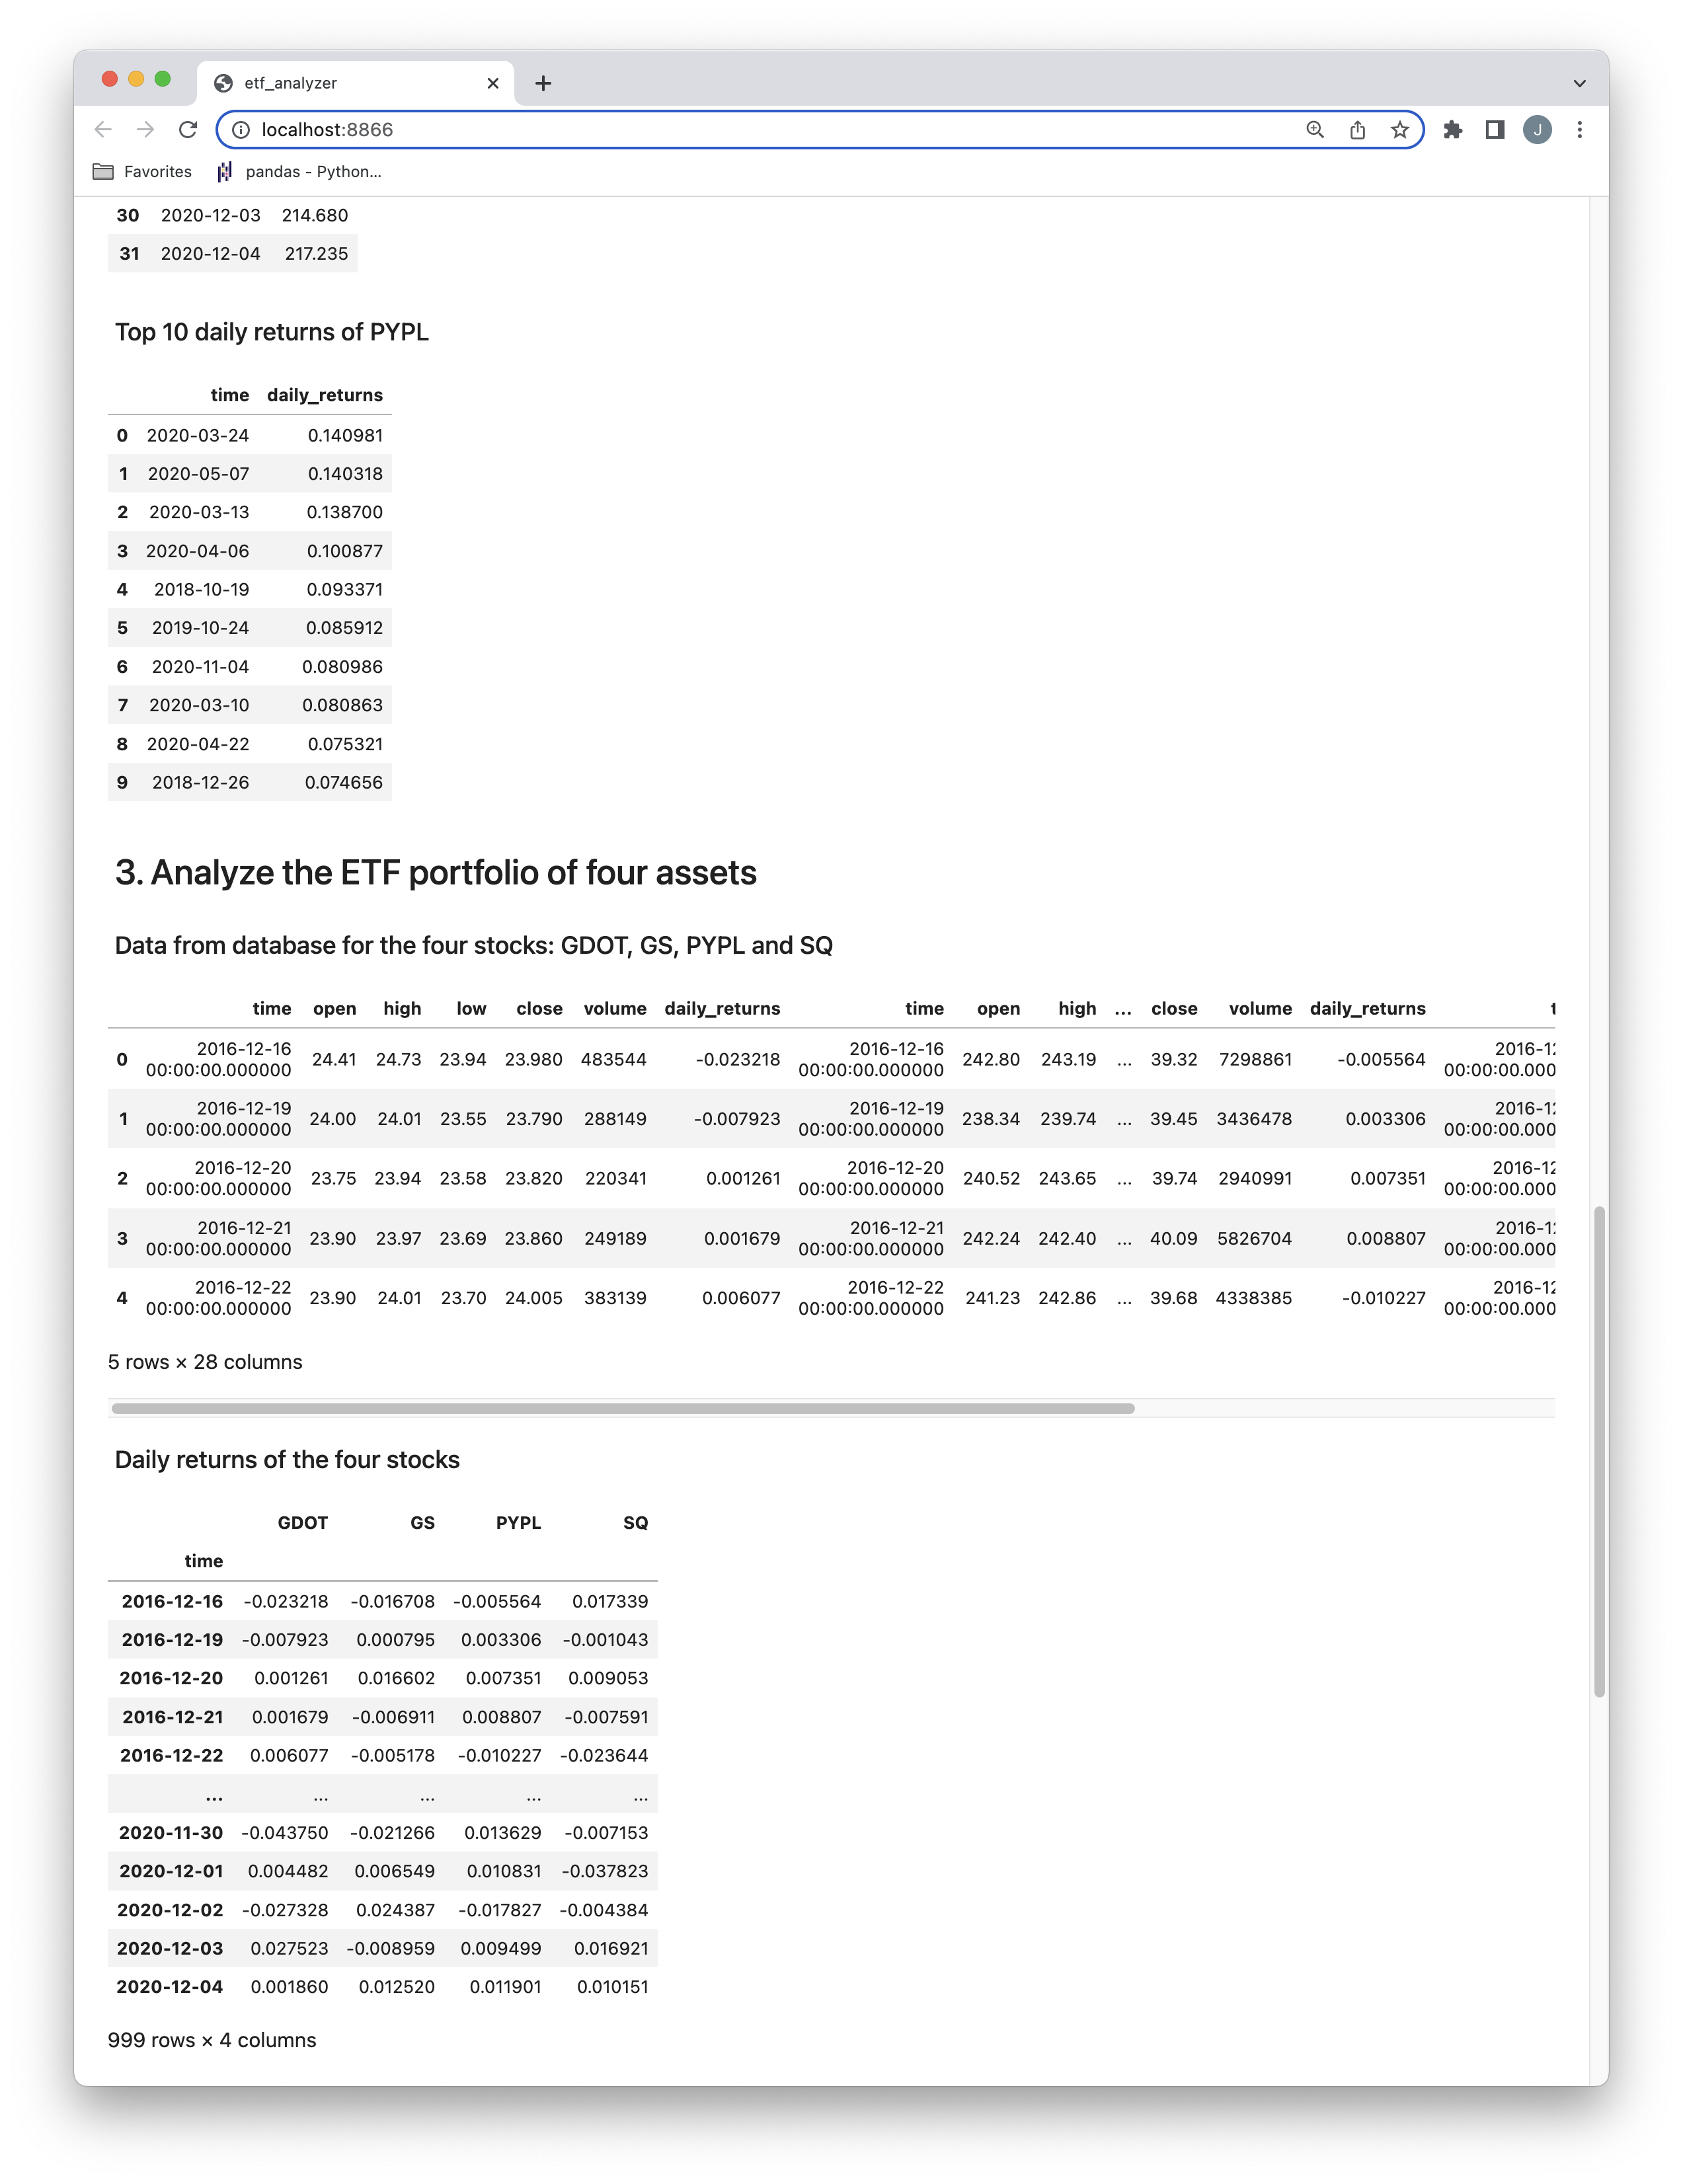 etf_analyzer
localhost:8866
J
Favorites pandas - Python...
30 2020-12-03 214.680
31 2020-12-04 217.235
Top 10 daily returns of PYPL
time daily_returns
0 2020-03-24 0.140981
1 2020-05-07 0.140318
2 2020-03-13 0.138700
3 2020-04-06 0.100877
4 2018-10-19 0.093371
5 2019-10-24 0.085912
6 2020-11-04 0.080986
7 2020-03-10 0.080863
8 2020-04-22 0.075321
9 2018-12-26 0.074656
3. Analyze the ETF portfolio of four assets
Data from database for the four stocks: GDOT, GS, PYPL and SQ
time open high low close volume daily_returns time open high ... close volume daily_returns t
2016-12-16 2016-12-16 2016-12
0 00:00:00.000000 24.41 24.73 23.94 23.980 483544 -0.023218 00:00:00.000000 242.80 243.19 ... 39.32 7298861 -0.005564 00:00:00.000
2016-12-19 2016-12-19 2016-12
1 00:00:00.000000 24.00 24.01 23.55 23.790 288149 -0.007923 00:00:00.000000 238.34 239.74 ... 39.45 3436478 0.003306 00:00:00.000
2016-12-20 2016-12-20 2016-12
2 00:00:00.000000 23.75 23.94 23.58 23.820 220341 0.001261 00:00:00.000000 240.52 243.65 ... 39.74 2940991 0.007351 00:00:00.000
2016-12-21 2016-12-21 2016-12
3 00:00:00.000000 23.90 23.97 23.69 23.860 249189 0.001679 00:00:00.000000 242.24 242.40 ... 40.09 5826704 0.008807 00:00:00.000
2016-12-22 2016-12-22 2016-12
4 00:00:00.000000 23.90 24.01 23.70 24.005 383139 0.006077 00:00:00.000000 241.23 242.86 ... 39.68 4338385 -0.010227 00:00:00.000
5 rows × 28 columns
Daily returns of the four stocks
GDOT GS PYPL SQ
time
2016-12-16 -0.023218 -0.016708 -0.005564 0.017339
2016-12-19 -0.007923 0.000795 0.003306 -0.001043
2016-12-20 0.001261 0.016602 0.007351 0.009053
2016-12-21 0.001679 -0.006911 0.008807 -0.007591
2016-12-22 0.006077 -0.005178 -0.010227 -0.023644
... ... ... ... ...
2020-11-30 -0.043750 -0.021266 0.013629 -0.007153
2020-12-01 0.004482 0.006549 0.010831 -0.037823
2020-12-02 -0.027328 0.024387 -0.017827 -0.004384
2020-12-03 0.027523 -0.008959 0.009499 0.016921
2020-12-04 0.001860 0.012520 0.011901 0.010151
999 rows × 4 columns